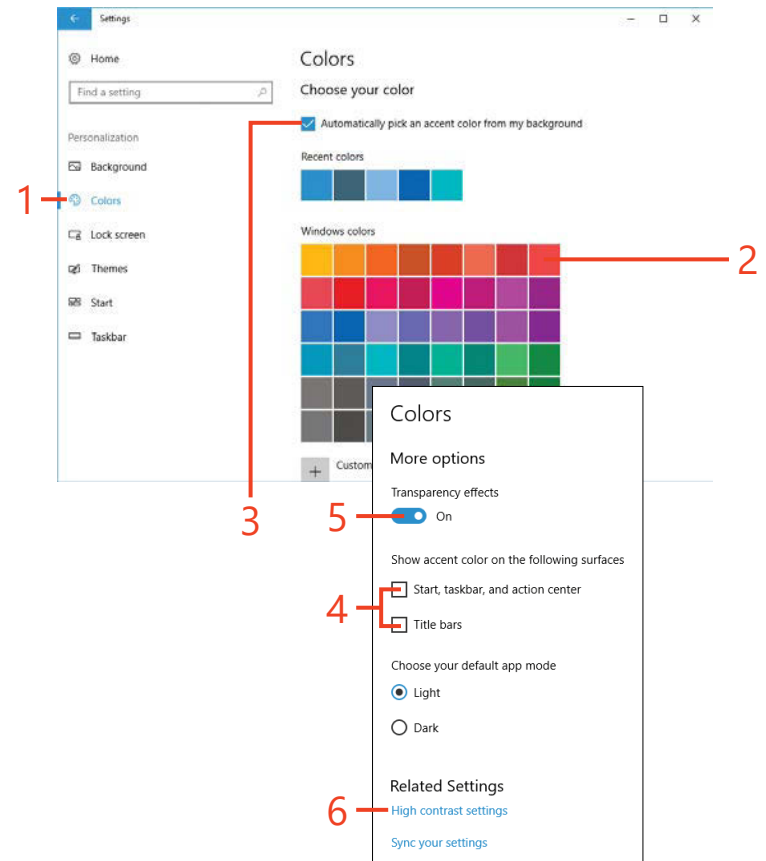 Settings
Home
Find a setting
Personalization
Background
1
Colors
Lock screen
Themes
Start
Taskbar
Colors
Choose your color
Automatically pick an accent color from my background
Recent colors
Windows colors
2
Custom
3
Colors
More options
Transparency effects
5
On
Show accent color on the following surfaces
Start, taskbar, and action center
4
Title bars
Choose your default app mode
Light
Dark
Related Settings
6
High contrast settings
Sync your settings